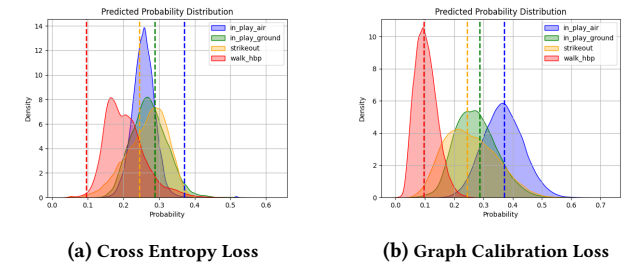 Predicted Probability Distribution
in_play_air
in_play_ground
strikeout
walk_hbp
Density
14
12
10
8
6
4
2
0
0.0 0.1 0.2 0.3 0.4 0.5 0.6
Probability
(a) Cross Entropy Loss
Predicted Probability Distribution
in_play_air
in_play_ground
strikeout
walk_hbp
Density
10
8
6
4
2
0
0.0 0.1 0.2 0.3 0.4 0.5 0.6 0.7
Probability
(b) Graph Calibration Loss